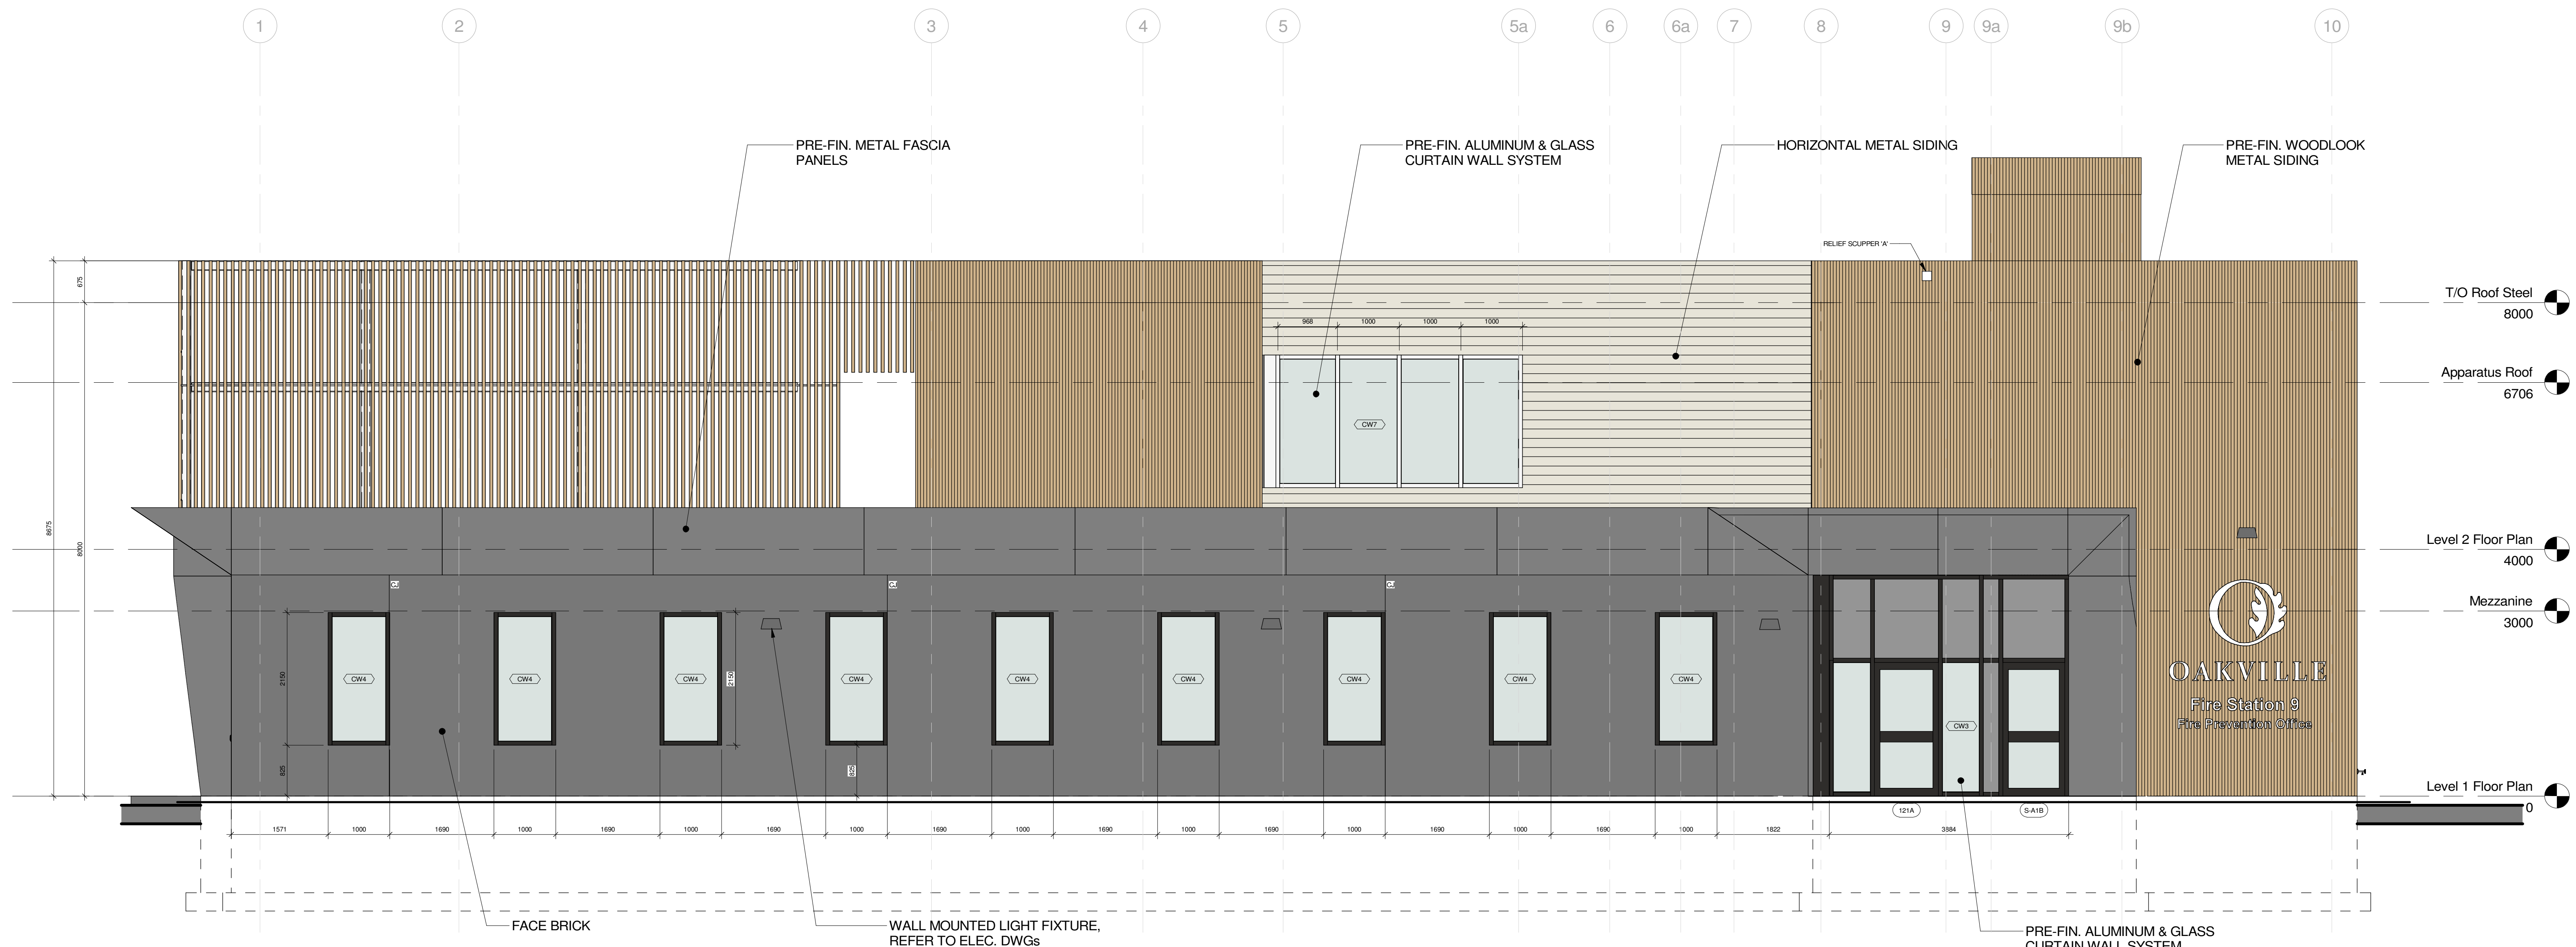 1 2 3 4 5 5a 6 6a 7 8 9 9a 9b 10
PRE-FIN. METAL FASCIA
PANELS
PRE-FIN. ALUMINUM & GLASS
CURTAIN WALL SYSTEM
HORIZONTAL METAL SIDING
PRE-FIN. WOODLOOK
METAL SIDING
RELIEF SCUPPER 'A'
675
T/O Roof Steel
8000
968 1000 1000 1000
Apparatus Roof
6706
CW7
8675
8000
Level 2 Floor Plan
4000
Mezzanine
3000
2150
2150
CW4 CW4 CW4 CW4 CW4 CW4 CW4 CW4 CW4
CW3
OAKVILLE
Fire Station 9
Fire Prevention Office
825
Level 1 Floor Plan
0
121A S-A1B
1571 1000 1690 1000 1690 1000 1690 1000 1690 1000 1690 1000 1690 1000 1690 1000 1690 1000 1822 3884
FACE BRICK
WALL MOUNTED LIGHT FIXTURE,
REFER TO ELEC. DWGs
PRE-FIN. ALUMINUM & GLASS
CURTAIN WALL SYSTEM